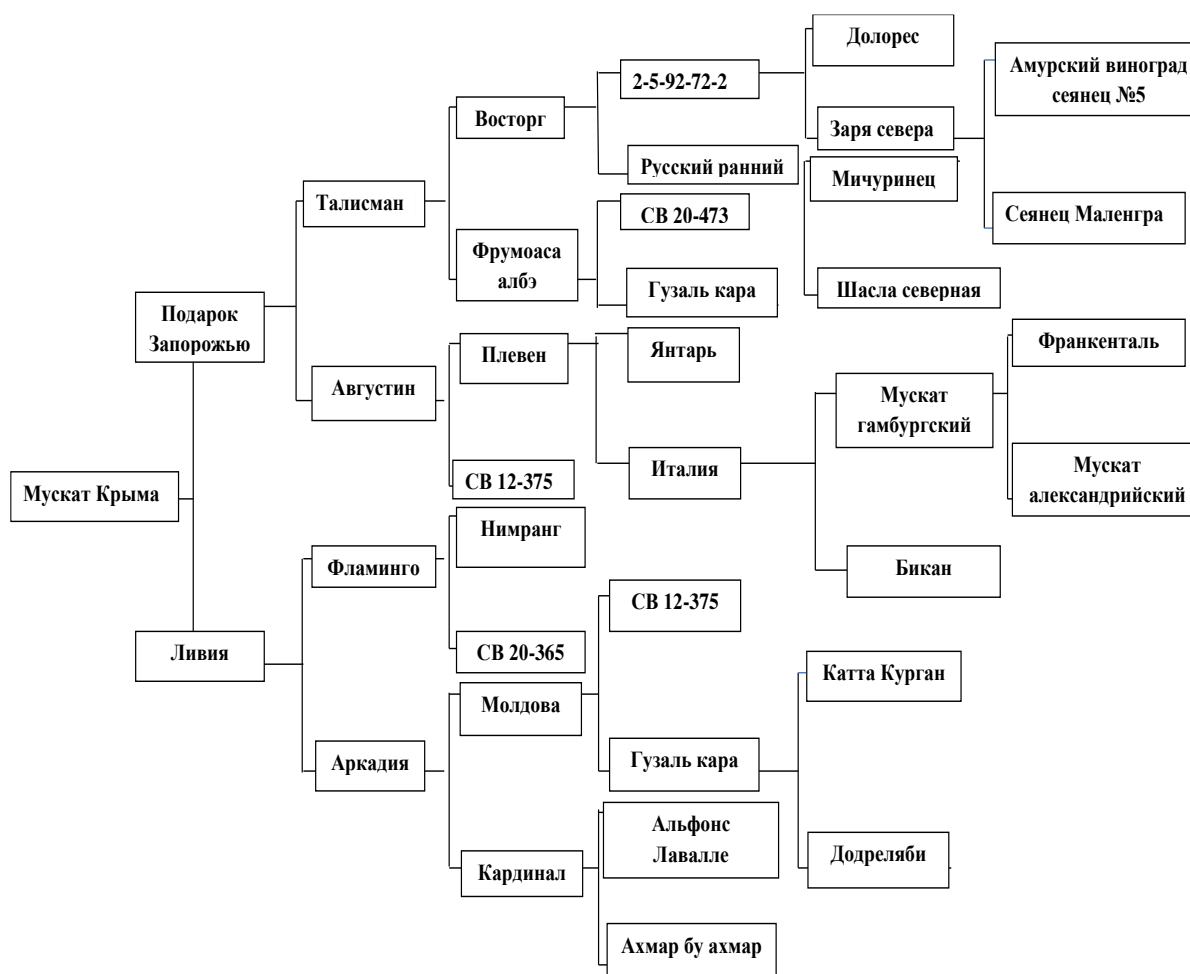 Долорес
2-5-92-72-2
Амурский виноград
сеянец №5
Восторг
Заря севера
Русский ранний
Мичуринец
Талисман
СВ 20-473
Сеянец Маленгра
Фрумоаса
албэ
Гузаль кара
Шасла северная
Подарок
Запорожью
Янтарь
Франкенталь
Плевен
Августин
Мускат
гамбургский
Италия
Мускат
александрийский
СВ 12-375
Мускат Крыма
Нимранг
Фламинго
Бикан
СВ 12-375
Ливия
СВ 20-365
Катта Курган
Молдова
Аркадия
Гузаль кара
Альфонс
Лавалле
Додреляби
Кардинал
Ахмар бу ахмар